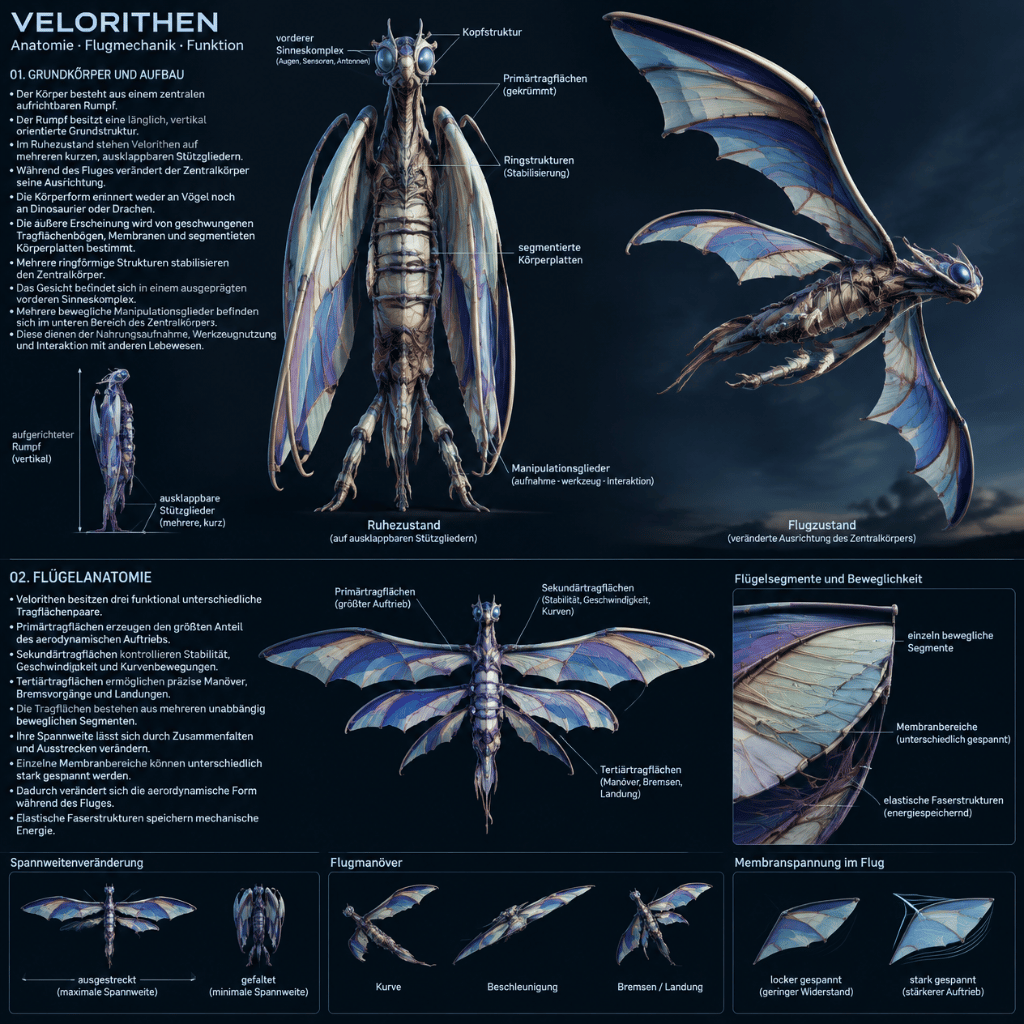 VELORITHEN
Anatomie · Flugmechanik · Funktion
01. GRUNDKÖRPER UND AUFBAU
• Der Körper besteht aus einem zentralen
aufrichtbaren Rumpf.
• Der Rumpf besitzt eine länglich, vertikal
orientierte Grundstruktur.
• Im Ruhezustand stehen Velorithen auf
mehreren kurzen, ausklappbaren Stützgliedern.
• Während des Fluges verändert der Zentralkörper
seine Ausrichtung.
• Die Körperform erinnert weder an Vögel noch
an Dinosaurier oder Drachen.
• Die äußere Erscheinung wird von geschwungenen
Tragflächenbögen, Membranen und segmentieten
Körperplatten bestimmt.
• Mehrere ringförmige Strukturen stabilisieren
den Zentralkörper.
• Das Gesicht befindet sich in einem ausgeprägten
vorderen Sinneskomplex.
• Mehrere bewegliche Manipulationsglieder befinden
sich im unteren Bereich des Zentralkörpers.
• Diese dienen der Nahrungsaufnahme, Werkzeugnutzung
und Interaktion mit anderen Lebewesen.
aufgerichteter
Rumpf
(vertikal)
ausklappbare
Stützglieder
(mehrere, kurz)
vorderer
Sinneskomplex
(Augen, Sensoren, Antennen)
Kopfstruktur
Primärtragflächen
(gekrümmt)
Ringstrukturen
(Stabilisierung)
segmentierte
Körperplatten
Manipulationsglieder
(aufnahme - werkzeug - Interaktion)
Ruhezustand
(auf ausklappbaren Stützgliedern)
Flugzustand
(veränderte Ausrichtung des Zentralkörpers)
02. FLÜGELANATOMIE
• Velorithen besitzen drei funktional unterschiedliche
Tragflächenpaare.
• Primärtragflächen erzeugen den größten Anteil
des aerodynamischen Auftriebs.
• Sekundärtragflächen kontrollieren Stabilität,
Geschwindigkeit und Kurvenbewegungen.
• Tertiärtragflächen ermöglichen präzise Manöver,
Bremsvorgänge und Landungen.
• Die Tragflächen bestehen aus mehreren unabhängig
beweglichen Segmenten.
• Ihre Spannweite lässt sich durch Zusammenfalten
und Ausstrecken verändern.
• Einzelne Membranbereiche können unterschiedlich
stark gespannt werden.
• Dadurch verändert sich die aerordynamische Form
während des Fluges.
• Elastische Faserstrukturen speichern mechanische
Energie.
Primärtragflächen
(größter Auftrieb)
Sekundärtragflächen
(Stabilität, Geschwindigkeit,
Kurven)
Tertiärtragflächen
(Manöver, Bremsen,
Landung)
Flügelsegmente und Beweglichkeit
einzeln bewegliche
Segmente
Membranbereiche
(unterschiedlich gespannt)
elastische Faserstrukturen
(energiespeichernd)
Spannweitenveränderung
ausgestreckt
(maximale Spannweite)
gefaltet
(minimale Spannweite)
Flugmanöver
Kurve
Beschleunigung
Bremsen / Landung
Membranspannung im Flug
locker gespannt
(geringer Widerstand)
stark gespannt
(stärkerer Auftrieb)